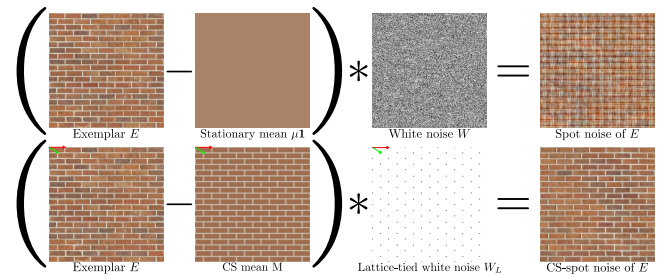 Exemplar E
Stationary mean μ1
White noise W
Spot noise of E
Exemplar E
CS mean M
Lattice-tied white noise W_L
CS-spot noise of E